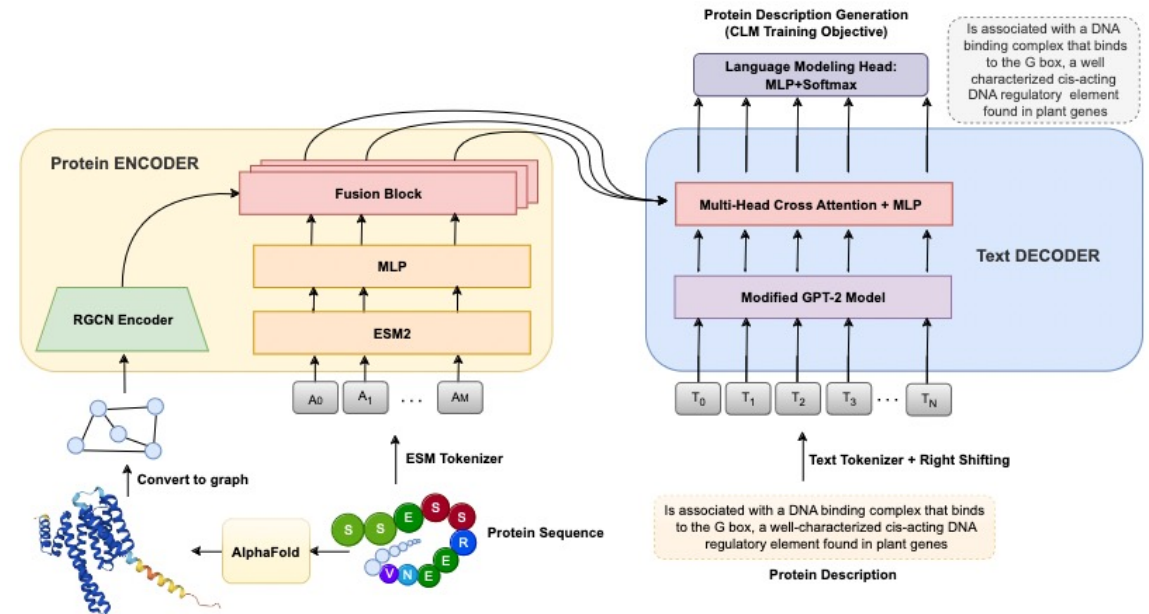 Protein Description Generation
(CLM Training Objective)
Language Modeling Head:
MLP+Softmax
Is associated with a DNA
binding complex that binds
to the G box, a well
characterized cis-acting
DNA regulatory element
found in plant genes
Protein ENCODER
Fusion Block
MLP
ESM2
RGCN Encoder
A0
A1
...
AM
Multi-Head Cross Attention + MLP
Text DECODER
Modified GPT-2 Model
T0
T1
T2
T3
...
TN
ESM Tokenizer
Text Tokenizer + Right Shifting
Convert to graph
AlphaFold
S S E S S R E E N V
Protein Sequence
Is associated with a DNA binding complex that binds
to the G box, a well-characterized cis-acting DNA
regulatory element found in plant genes
Protein Description